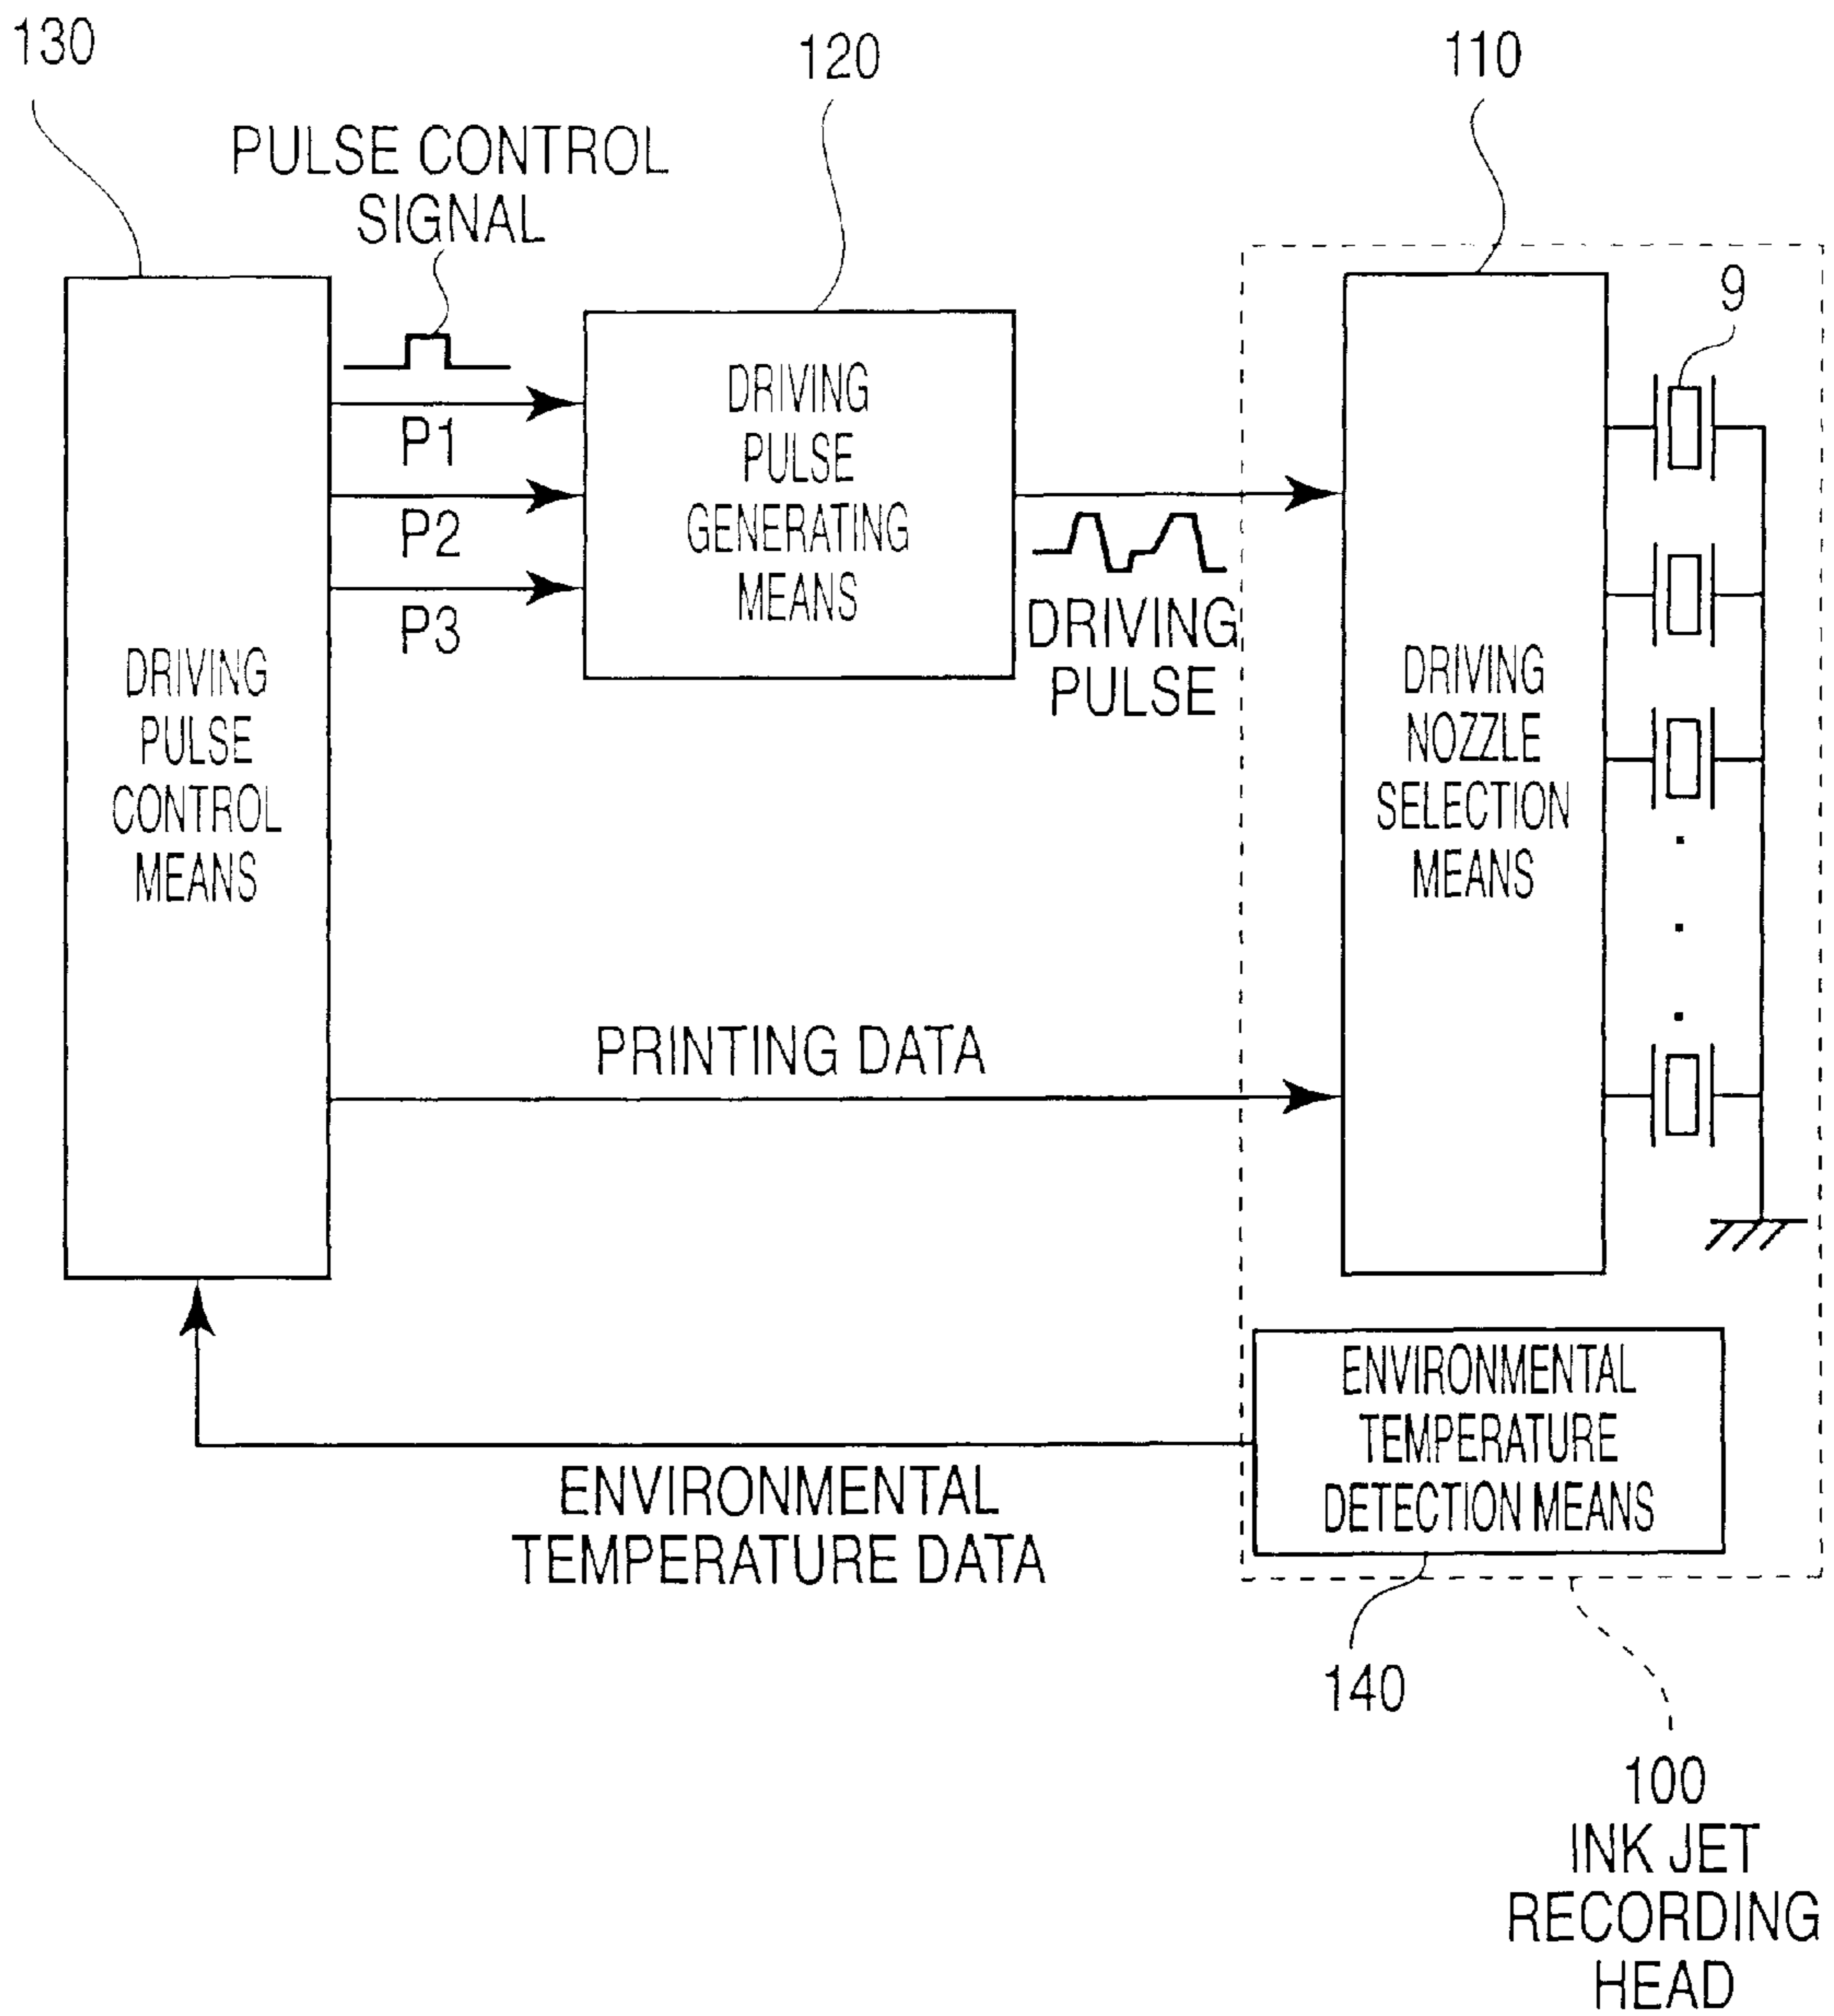 130
120
110
PULSE CONTROL
SIGNAL
9
P1
P2
P3
DRIVING
PULSE
GENERATING
MEANS
DRIVING
PULSE
DRIVING
PULSE
CONTROL
MEANS
DRIVING
NOZZLE
SELECTION
MEANS
PRINTING DATA
ENVIRONMENTAL
TEMPERATURE
DETECTION MEANS
ENVIRONMENTAL
TEMPERATURE DATA
140
100
INK JET
RECORDING
HEAD